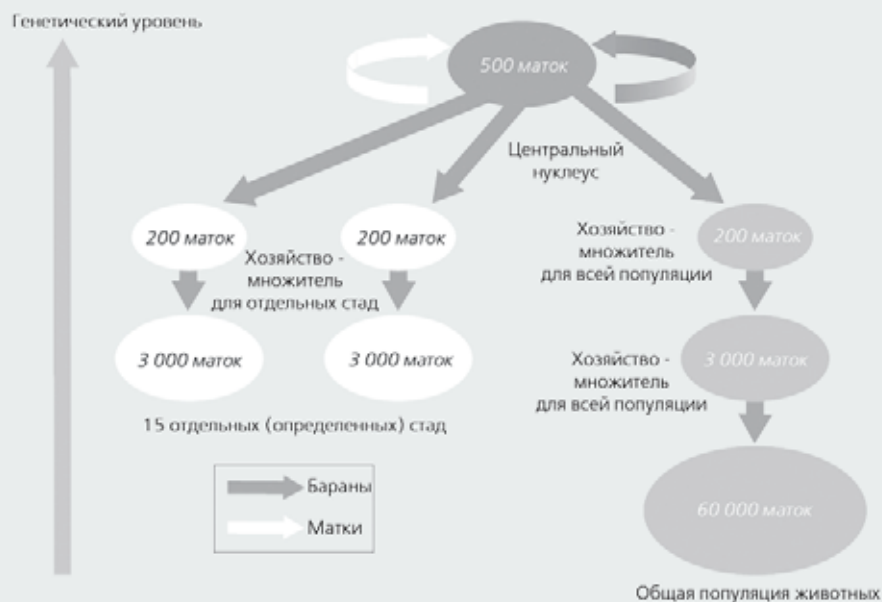 Генетический уровень
500 маток
Центральный
нуклеус
200 маток
200 маток
Хозяйство -
множитель
для отдельных стад
Хозяйство -
множитель
для всей популяции
200 маток
3 000 маток
3 000 маток
Хозяйство -
множитель
для всей популяции
3 000 маток
15 отдельных (определенных) стад
Бараны
Матки
60 000 маток
Общая популяция животных